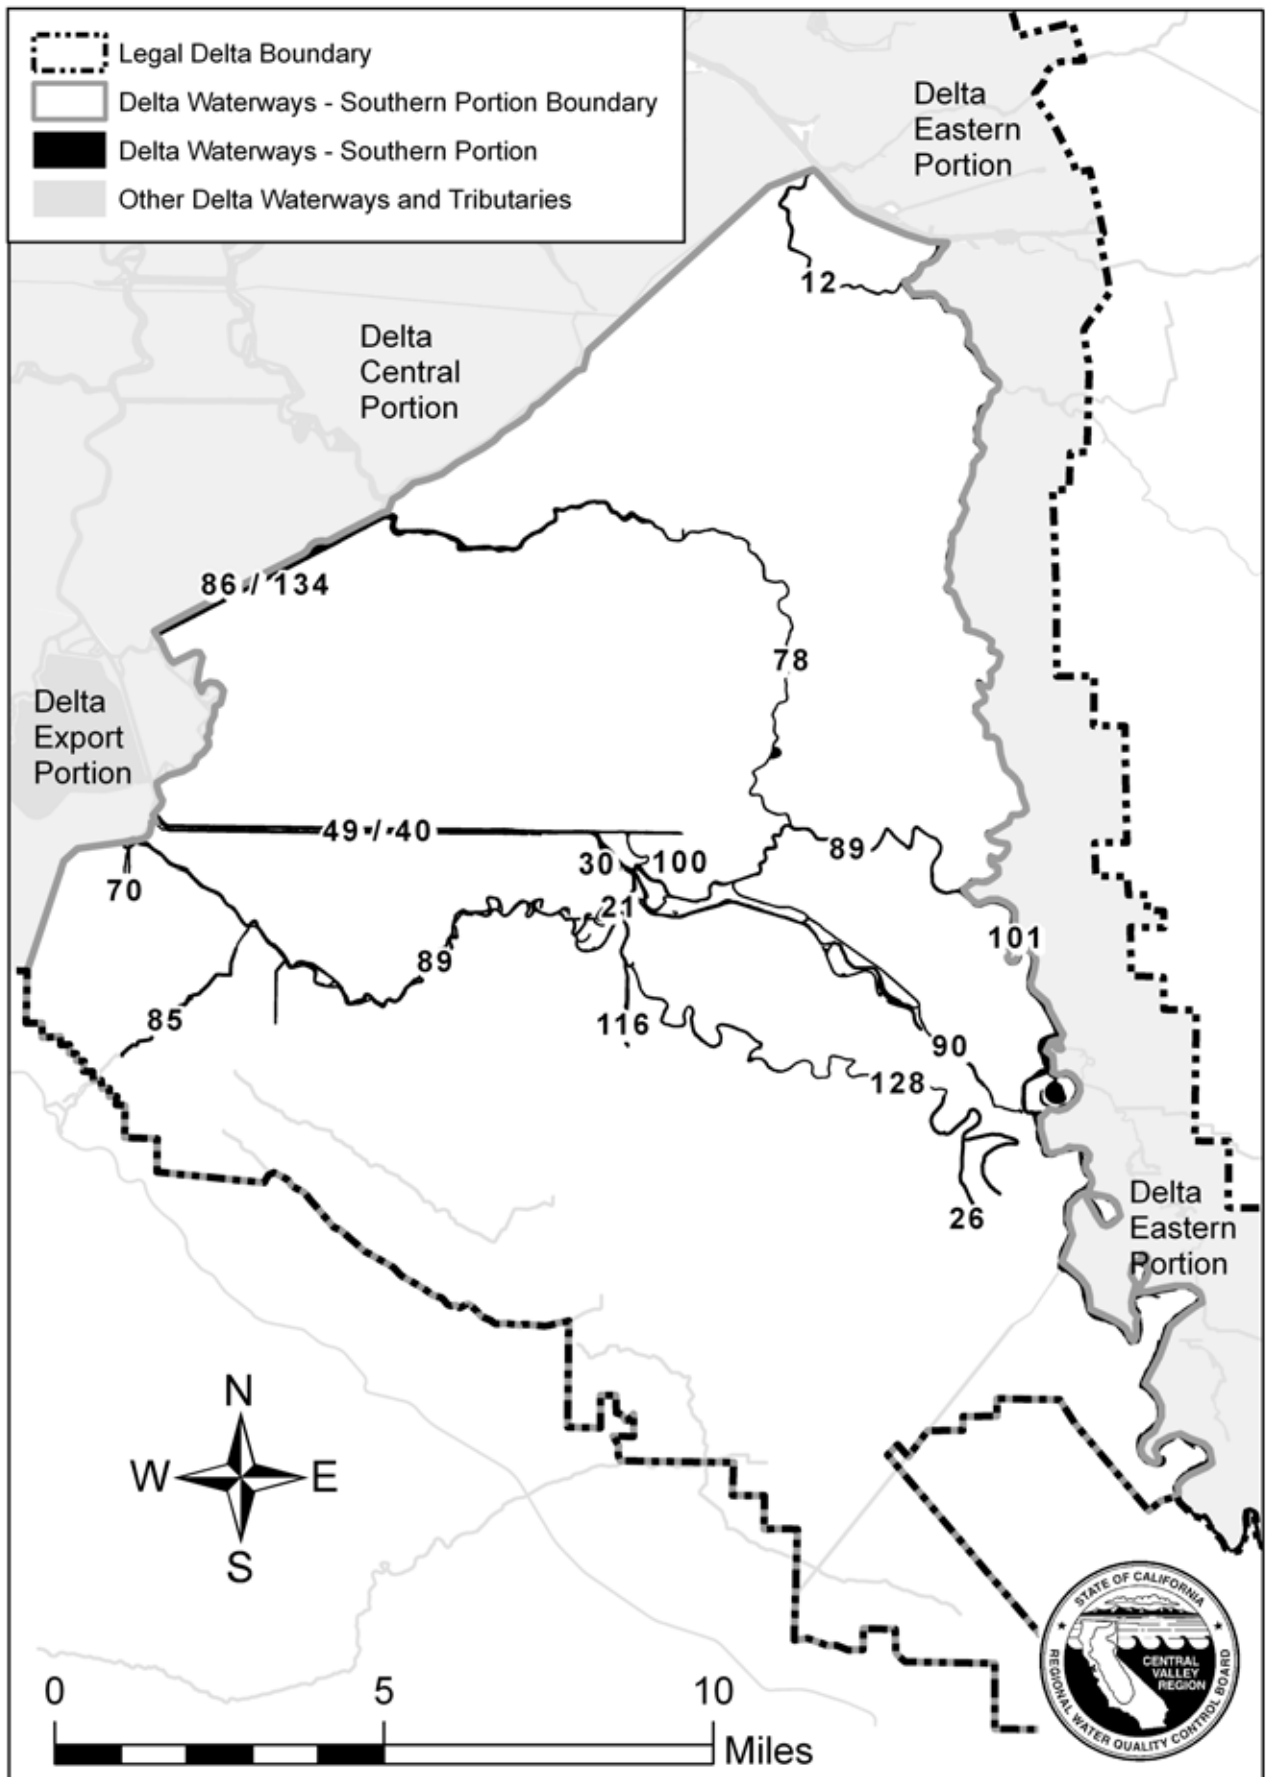 Legal Delta Boundary
Delta Waterways - Southern Portion Boundary
Delta Waterways - Southern Portion
Other Delta Waterways and Tributaries
Delta
Eastern
Portion
12
Delta
Central
Portion
86 / 134
78
Delta
Export
Portion
49 / 40
89
30
100
70
21
101
89
85
116
90
128
26
Delta
Eastern
Portion
N
W
E
S
STATE OF CALIFORNIA
CENTRAL
VALLEY
REGION
REGIONAL WATER QUALITY CONTROL BOARD
0
5
10
Miles